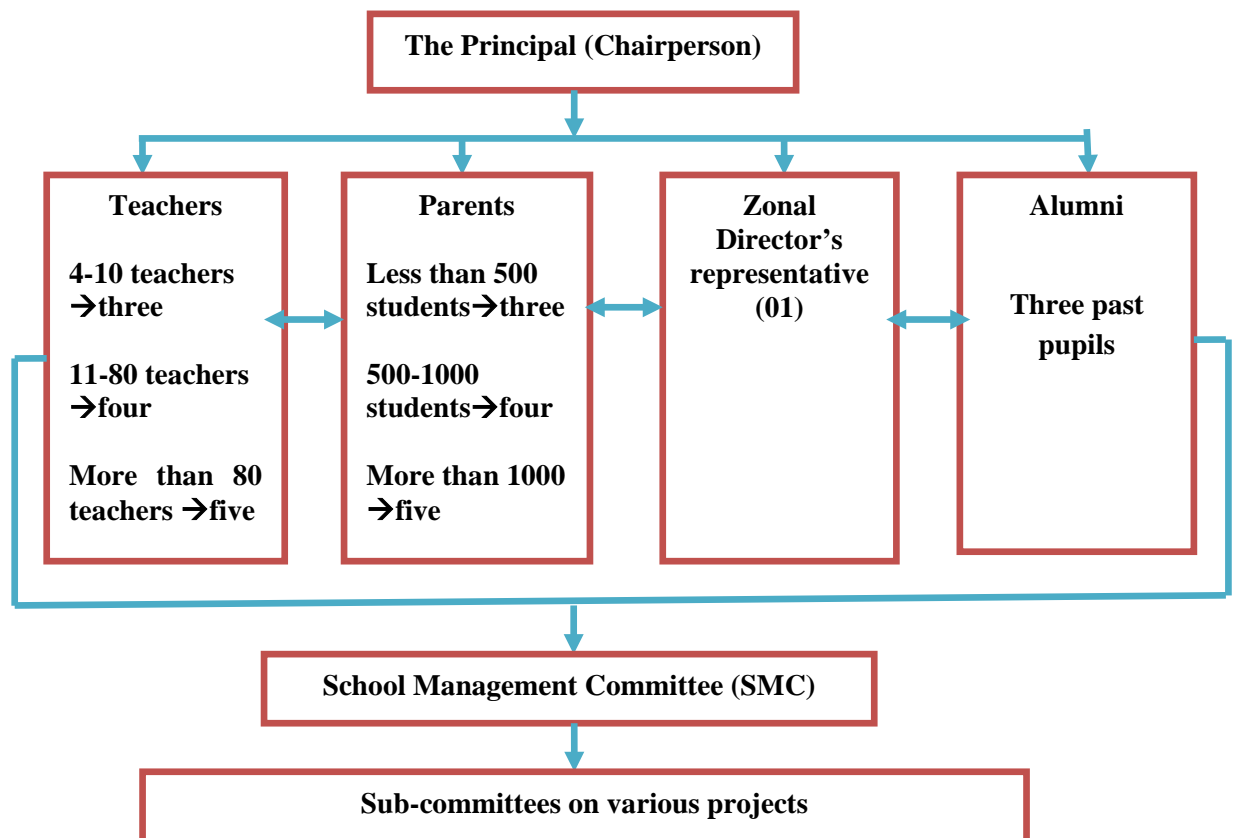 The Principal (Chairperson)
Teachers
4-10 teachers
→three
11-80 teachers
→four
More than 80
teachers →five
Parents
Less than 500
students→three
500-1000
students→four
More than 1000
→five
Zonal
Director’s
representative
(01)
Alumni
Three past
pupils
School Management Committee (SMC)
Sub-committees on various projects